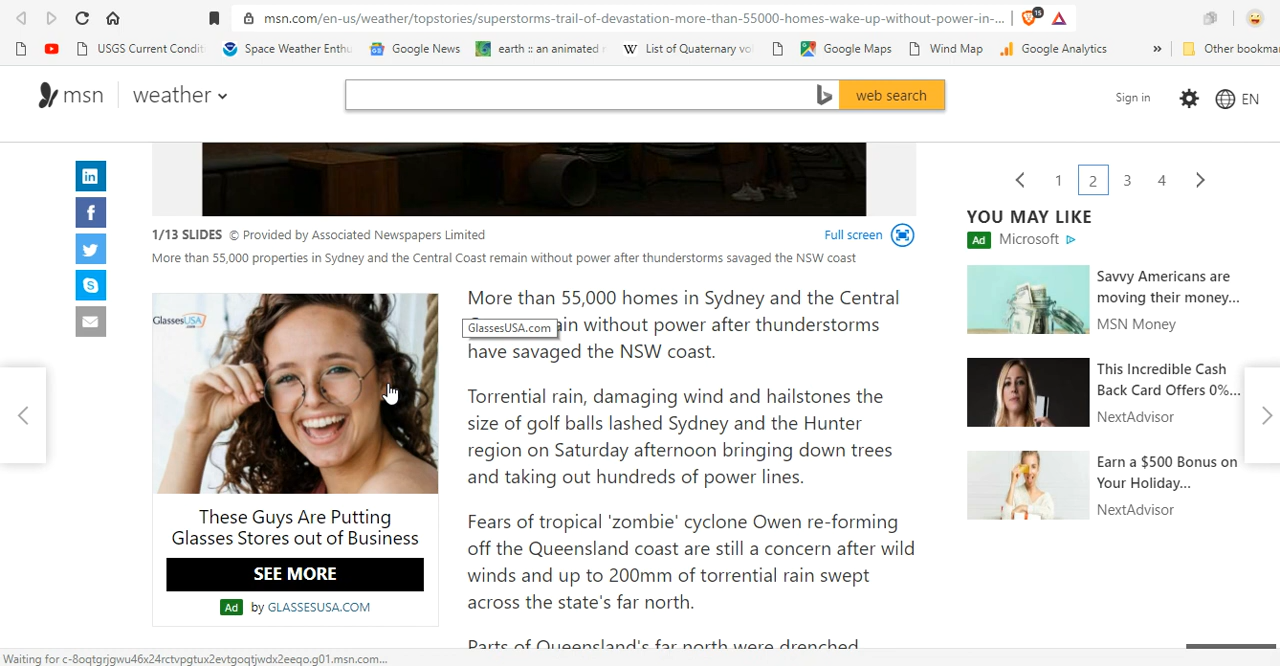 msn.com/en-us/weather/topstories/superstorms-trail-of-devastation-more-than-55000-homes-wake-up-without-power-in-...
15
USGS Current Condit
Space Weather Enthu
Google News
earth :: an animated
List of Quaternary vo
Google Maps
Wind Map
Google Analytics
»
Other bookma
msn
weather
web search
Sign in
EN
1/13 SLIDES © Provided by Associated Newspapers Limited
Full screen
More than 55,000 properties in Sydney and the Central Coast remain without power after thunderstorms savaged the NSW coast
1 2 3 4
YOU MAY LIKE
Ad Microsoft
Savvy Americans are
moving their money...
MSN Money
This Incredible Cash
Back Card Offers 0%...
NextAdvisor
Earn a $500 Bonus on
Your Holiday...
NextAdvisor
GlassesUSA
.com
These Guys Are Putting
Glasses Stores out of Business
SEE MORE
Ad by GLASSESUSA.COM
More than 55,000 homes in Sydney and the Central
GlassesUSA.com in without power after thunderstorms
have savaged the NSW coast.
Torrential rain, damaging wind and hailstones the
size of golf balls lashed Sydney and the Hunter
region on Saturday afternoon bringing down trees
and taking out hundreds of power lines.
Fears of tropical 'zombie' cyclone Owen re-forming
off the Queensland coast are still a concern after wild
winds and up to 200mm of torrential rain swept
across the state's far north.
Parts of Queensland's far north were drenched
Waiting for c-8oqtgrjgwu46x24rctvpgtux2evtgoqtjwdx2eeqo.g01.msn.com...